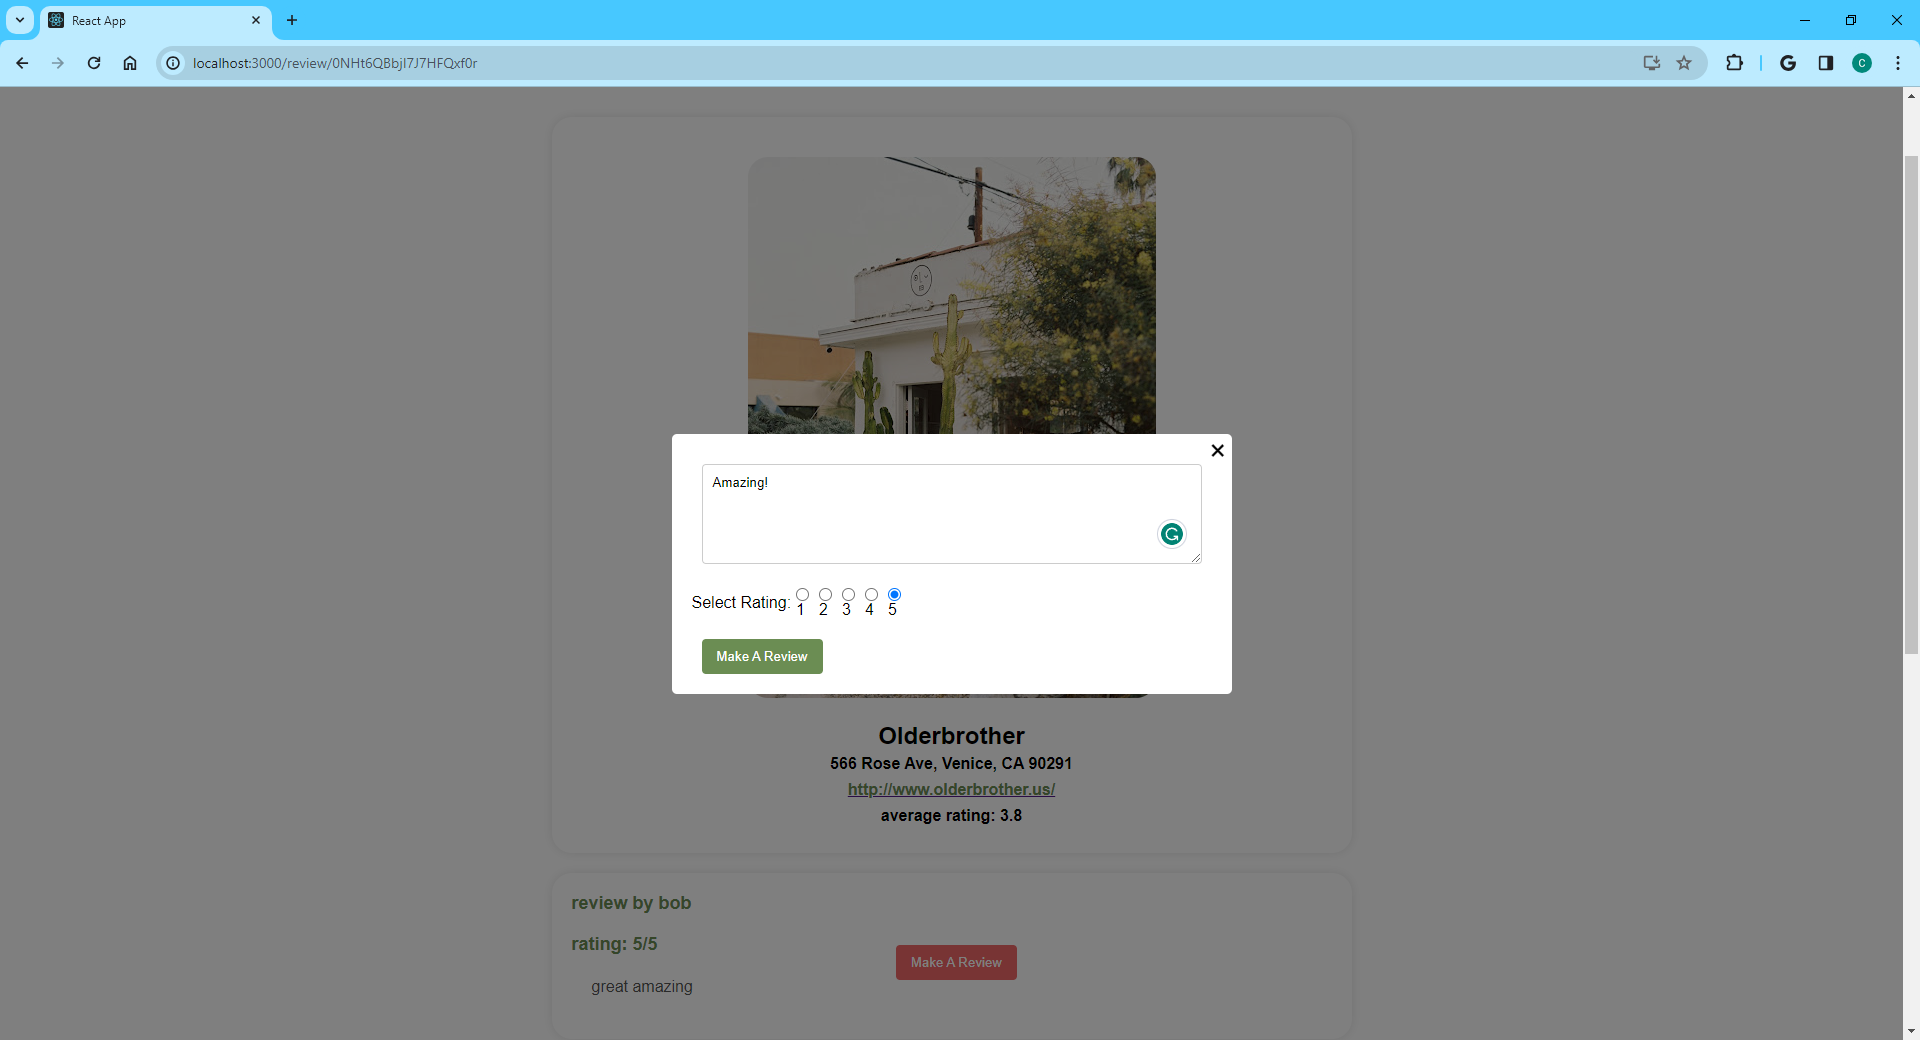 React App
localhost:3000/review/0NHt6QBbjI7J7HFQxf0r
C
Amazing!
Select Rating: 1 2 3 4 5
Make A Review
Olderbrother
566 Rose Ave, Venice, CA 90291
http://www.olderbrother.us/
average rating: 3.8
review by bob
rating: 5/5
Make A Review
great amazing